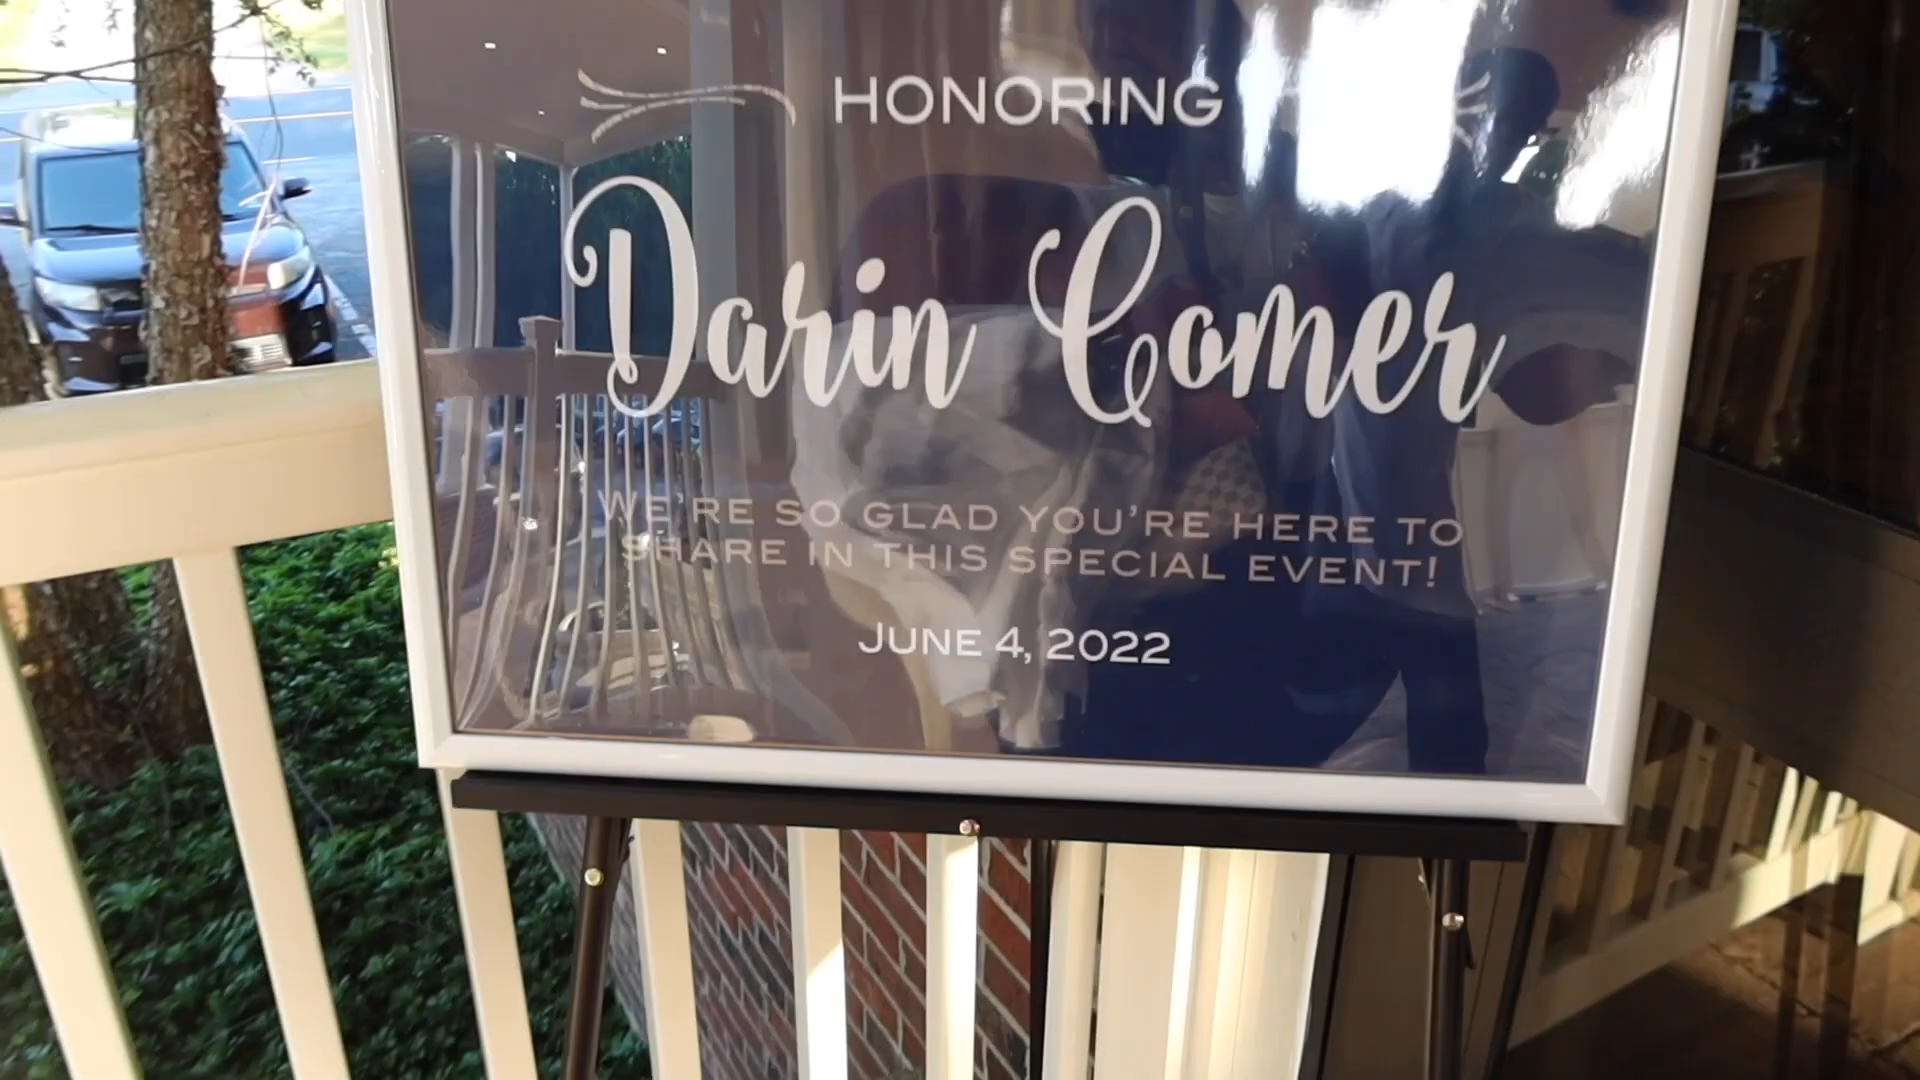 HONORING
Darin Comer
WE'RE SO GLAD YOU'RE HERE TO
SHARE IN THIS SPECIAL EVENT!
JUNE 4, 2022